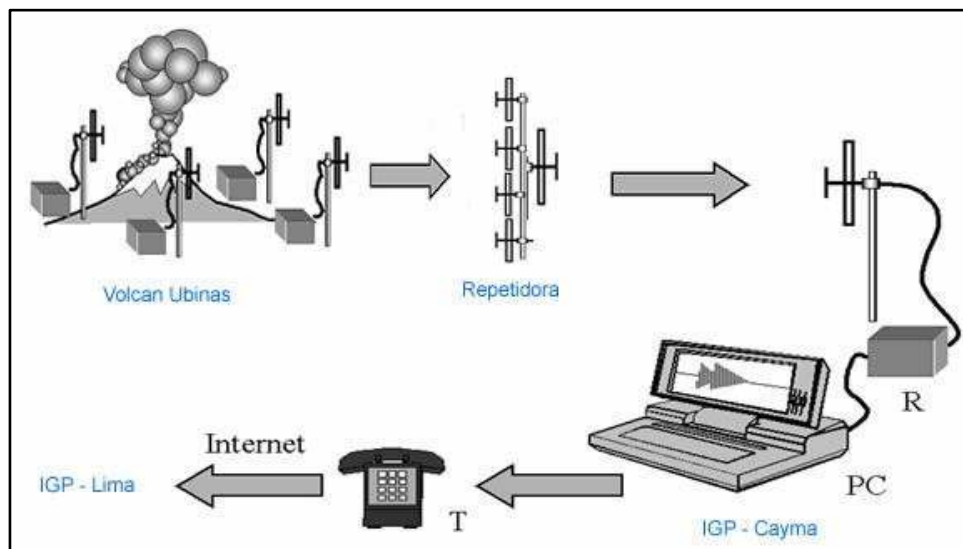 Volcan Ubinas
Repetidora
R
PC
IGP - Cayma
T
Internet
IGP - Lima